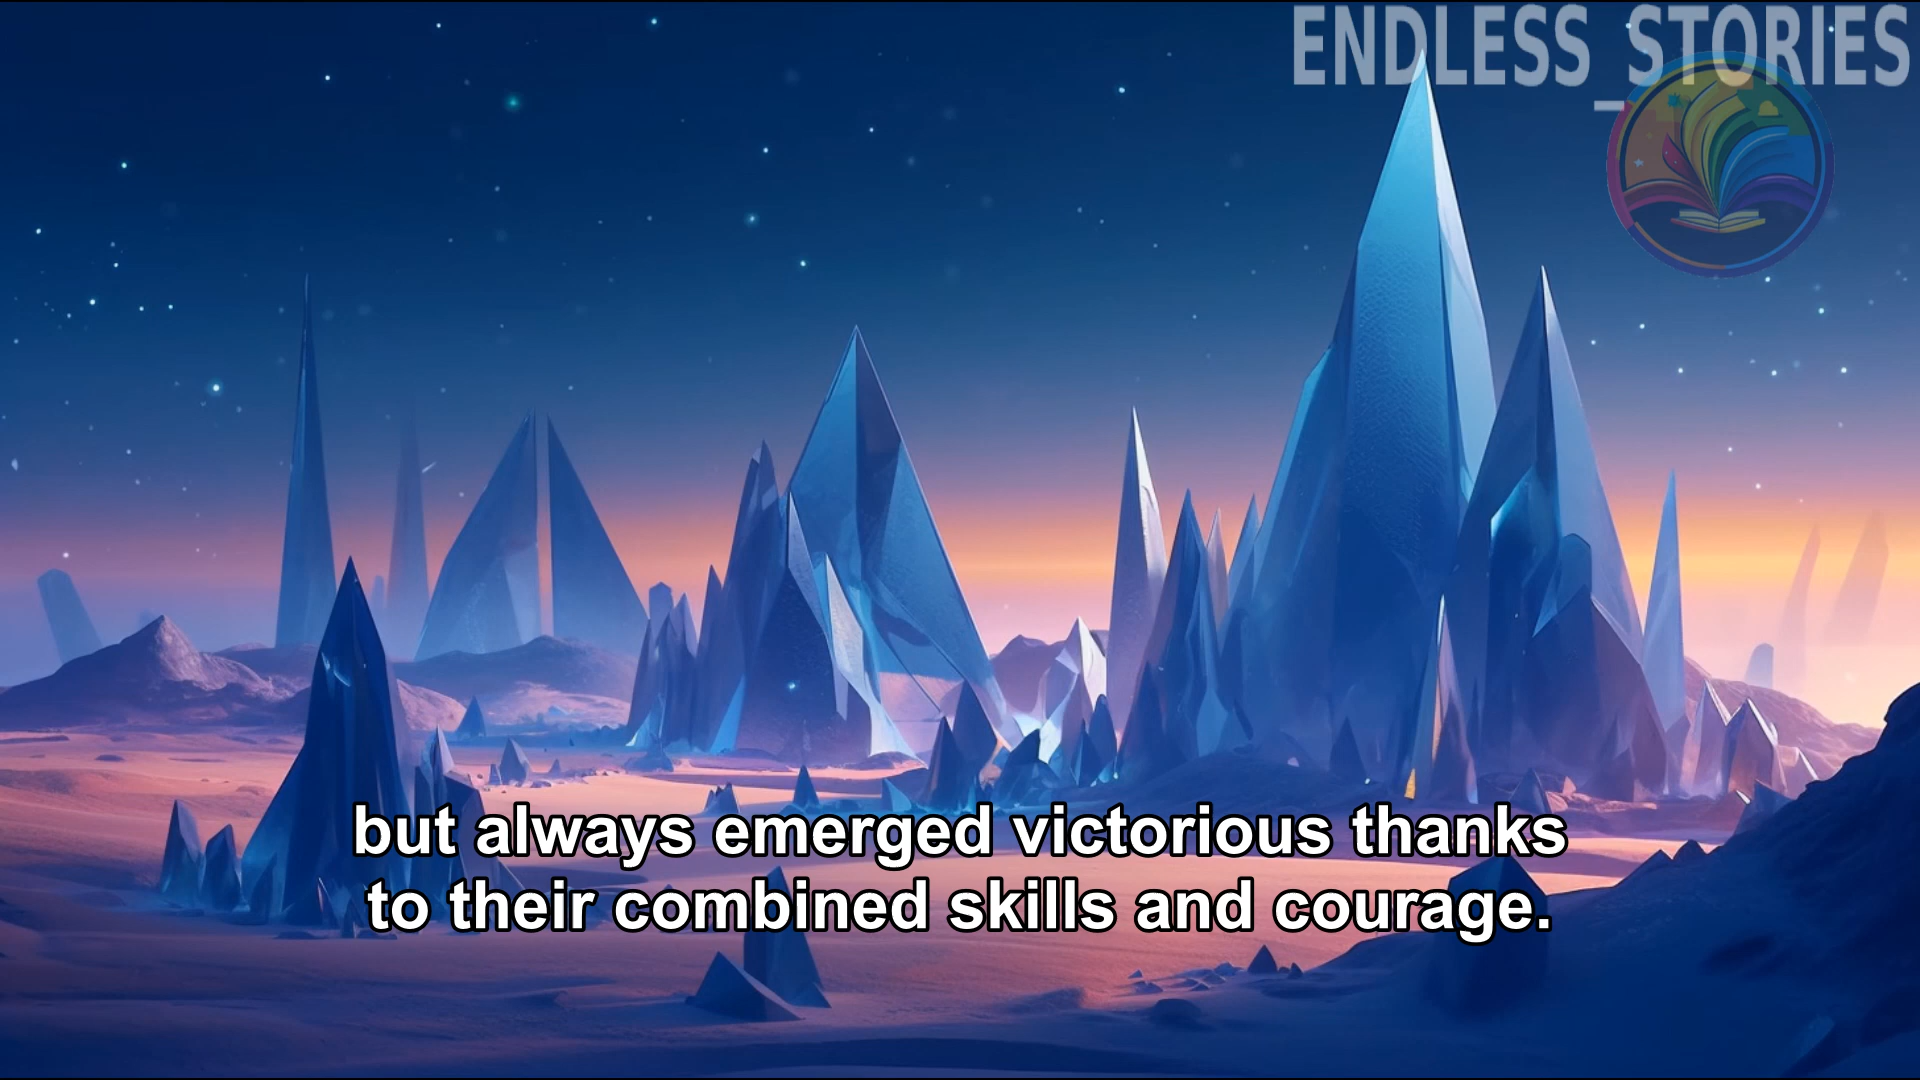 ENDLESS_STORIES
but always emerged victorious thanks
to their combined skills and courage.